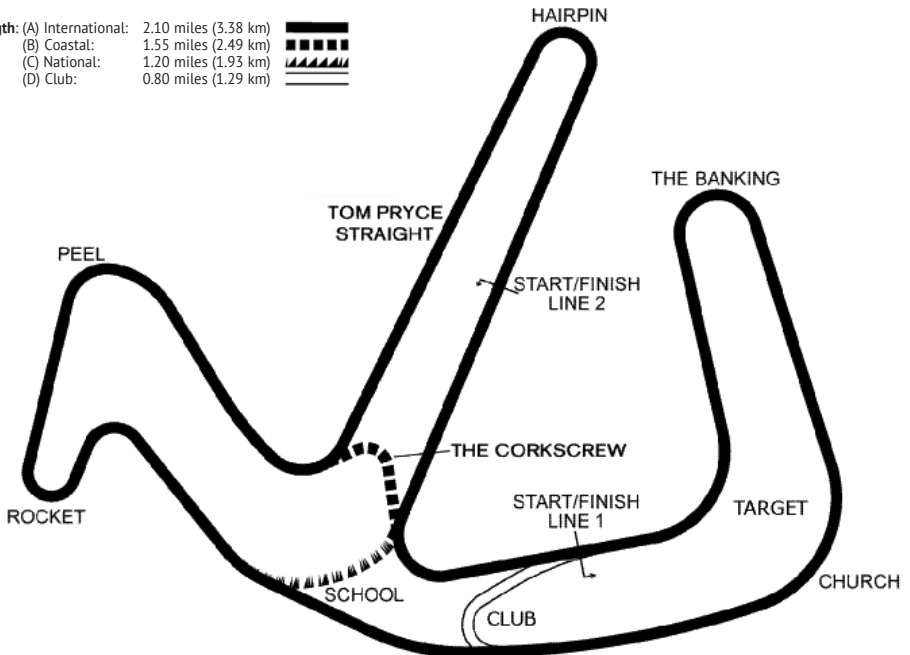 gth: (A) International: 2.10 miles (3.38 km)
(B) Coastal: 1.55 miles (2.49 km)
(C) National: 1.20 miles (1.93 km)
(D) Club: 0.80 miles (1.29 km)
HAIRPIN
THE BANKING
TOM PRYCE
STRAIGHT
PEEL
START/FINISH
LINE 2
THE CORKSCREW
START/FINISH
LINE 1
TARGET
ROCKET
CHURCH
SCHOOL
CLUB